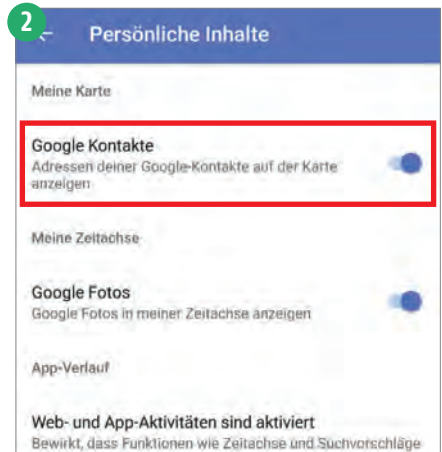 2
Persönliche Inhalte
Meine Karte
Google Kontakte
Adressen deiner Google-Kontakte auf der Karte
anzeigen
Meine Zeitachse
Google Fotos
Google Fotos in meiner Zeitachse anzeigen
App-Verlauf
Web- und App-Aktivitäten sind aktiviert
Bewirkt, dass Funktionen wie Zeitachse und Suchvorschläge